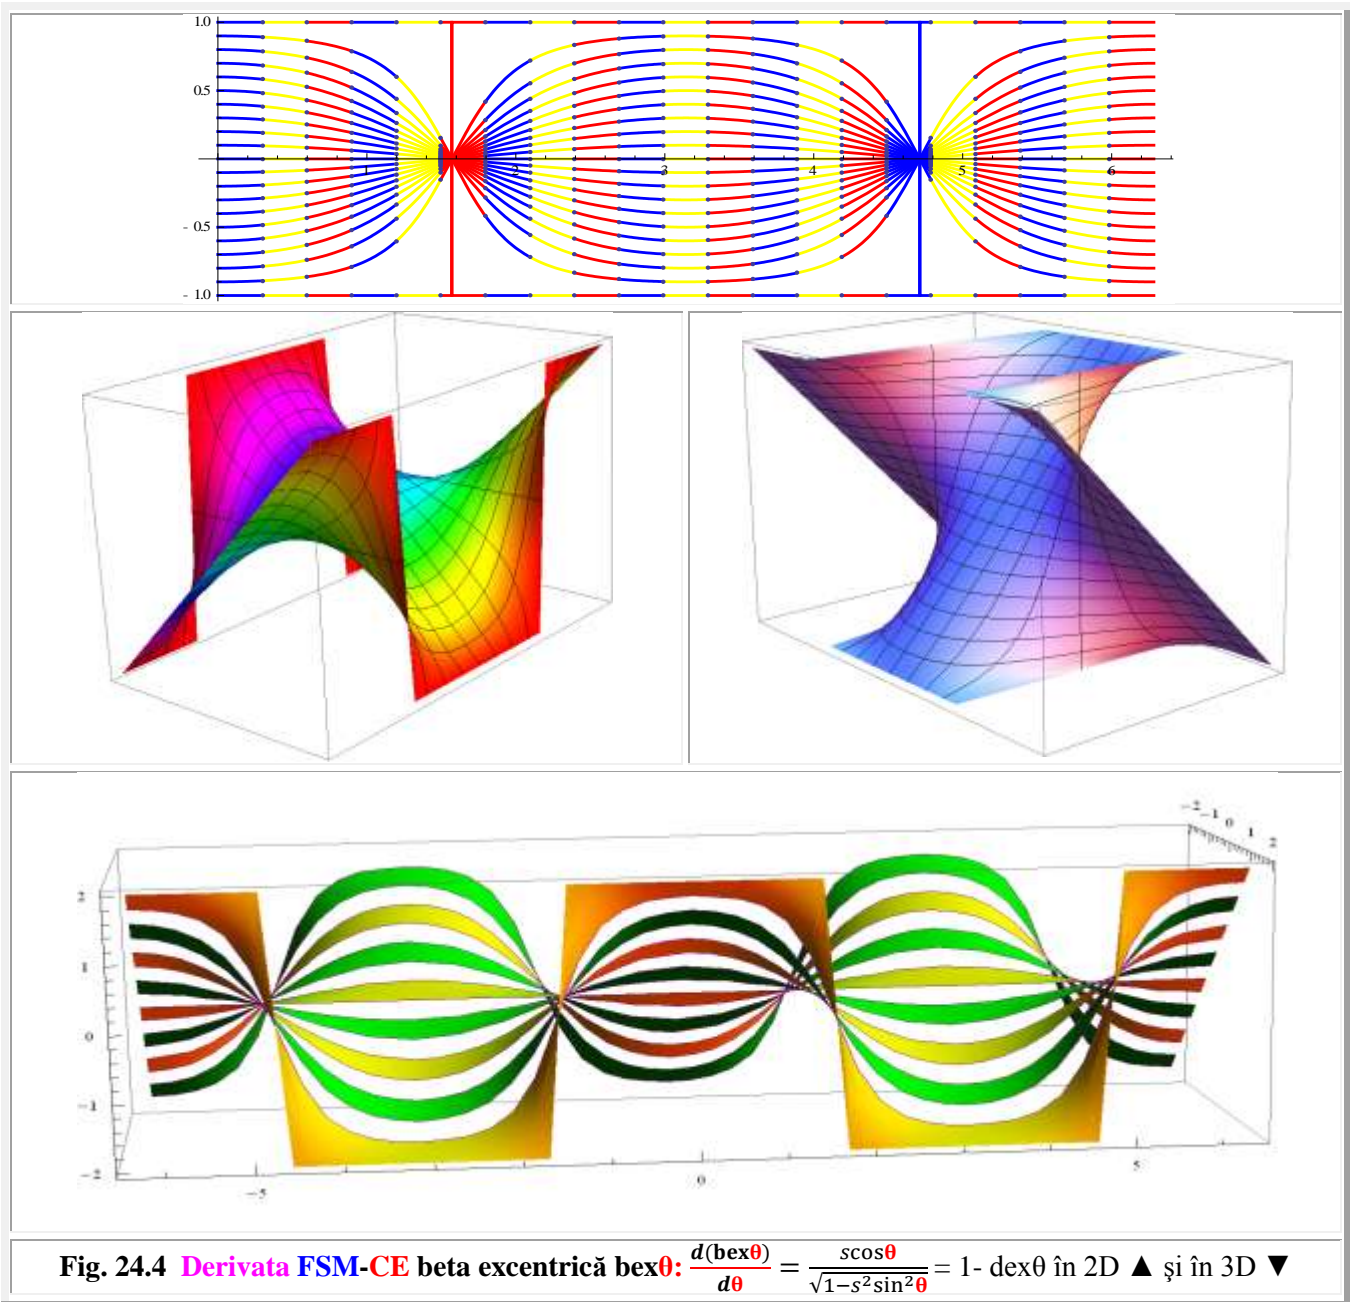 1.0
0.5
1 2 3 4 5 6
- 0.5
- 1.0
-2 -1 0 1 2
2
1
0
-1
-2
-5 0 5
Fig. 24.4 Derivata FSM-CE beta excentrică bexθ: d(bexθ)/dθ = scosθ/√1−s²sin²θ = 1- dexθ în 2D ▲ şi în 3D ▼